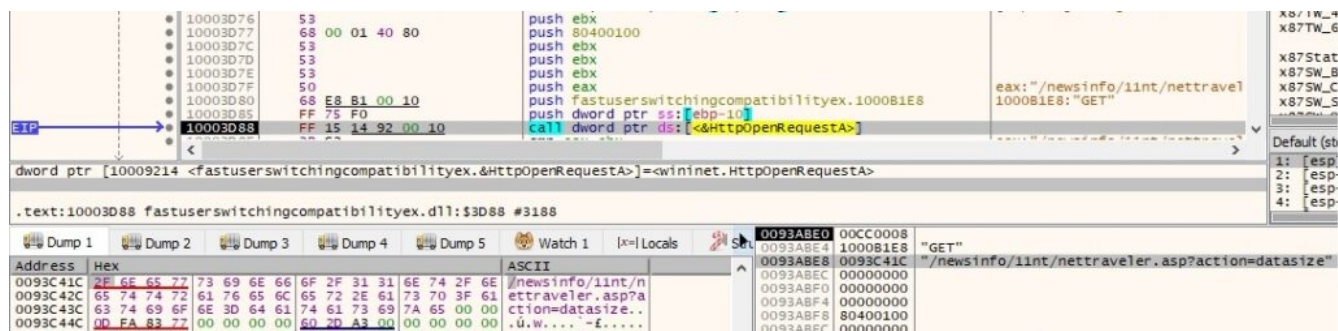 10003D76 53 push ebx
10003D77 68 00 01 40 80 push 80400100
10003D7C 53 push ebx
10003D7D 53 push ebx
10003D7E 53 push ebx
10003D7F 50 push eax eax:"/newsinfo/11nt/nettravel
10003D80 68 E8 B1 00 10 push fastuserswitchingcompatibilityex.1000B1E8 1000B1E8:"GET"
10003D85 FF 75 F0 push dword ptr ss:[ebp-10]
EIP 10003D88 FF 15 14 92 00 10 call dword ptr ds:[<&HttpOpenRequestA>]
x87TW_4
x87TW_6
x87Stat
x87SW_B
x87SW_C
x87SW_S
Default (st
1: [esp
2: [esp
3: [esp
4: [esp
dword ptr [10009214 <fastuserswitchingcompatibilityex.&HttpOpenRequestA>]=<wininet.HttpOpenRequestA>
.text:10003D88 fastuserswitchingcompatibilityex.dll:$3D88 #3188
Dump 1 Dump 2 Dump 3 Dump 4 Dump 5 Watch 1 [x=] Locals
Address Hex ASCII
0093C41C 2F 6E 65 77 73 69 6E 66 6F 2F 31 31 6E 74 2F 6E /newsinfo/11nt/n
0093C42C 65 74 74 72 61 76 65 6C 65 72 2E 61 73 70 3F 61 ettraveler.asp?a
0093C43C 63 74 69 6F 6E 3D 64 61 74 61 73 69 7A 65 00 00 ction=datasize..
0093C44C 0D FA 83 77 00 00 00 00 60 2D A3 00 00 00 00 00 .ú.w....`-£.....
0093ABE0 00CC0008
0093ABE4 1000B1E8 "GET"
0093ABE8 0093C41C "/newsinfo/11nt/nettraveler.asp?action=datasize"
0093ABEC 00000000
0093ABF0 00000000
0093ABF4 00000000
0093ABF8 80400100
0093ABFC 00000000